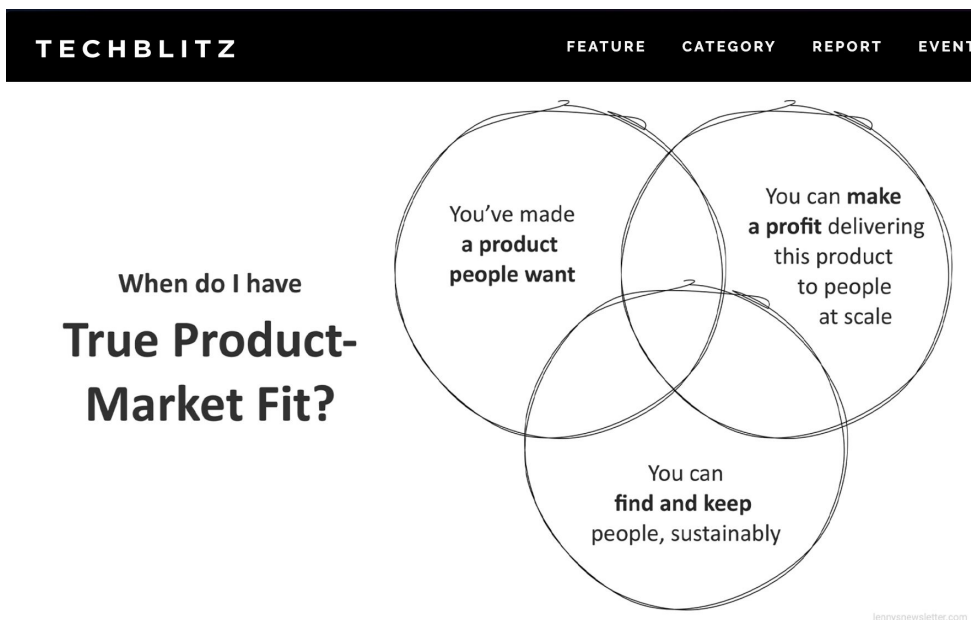 TECHBLITZ
FEATURE CATEGORY REPORT EVENT
When do I have
True Product-
Market Fit?
You've made
a product
people want
You can make
a profit delivering
this product
to people
at scale
You can
find and keep
people, sustainably
lennysnewsletter.com